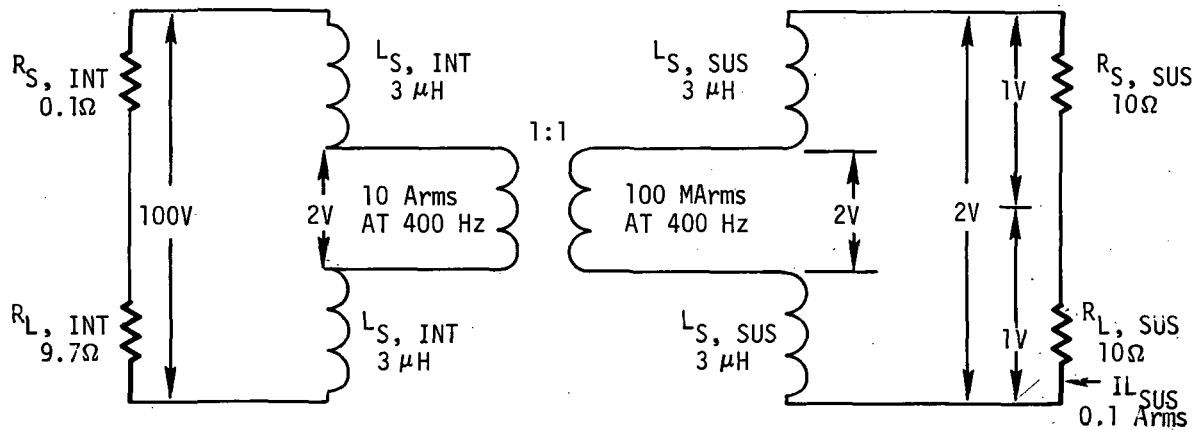 R_S, INT
0.1Ω
R_L, INT
9.7Ω
100V
L_S, INT
3 μH
2V
10 Arms
AT 400 Hz
L_S, INT
3 μH
1:1
L_S, SUS
3 μH
100 MArms
AT 400 Hz
2V
L_S, SUS
3 μH
2V
1V
1V
R_S, SUS
10Ω
R_L, SUS
10Ω
IL_SUS
0.1 Arms